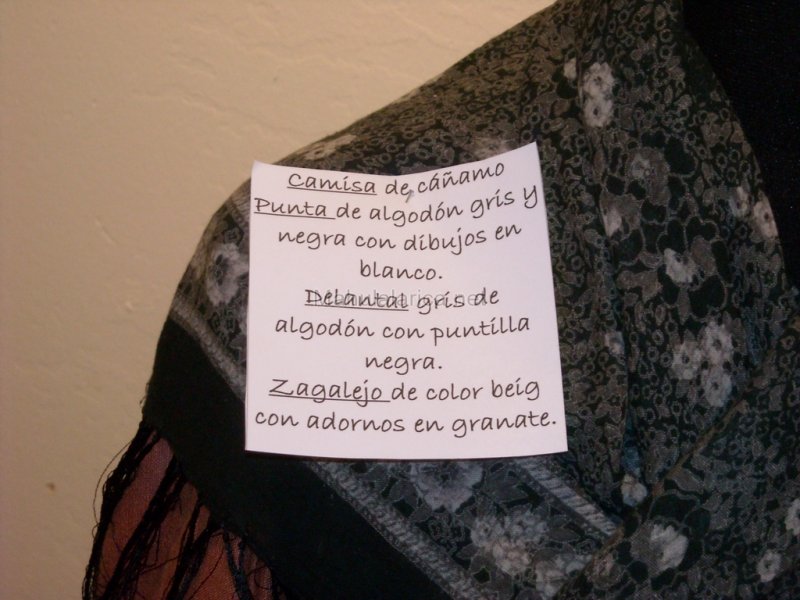 Camisa de cáñamo
Punta de algodón gris y
negra con dibujos en
blanco.
Delantal gris de
algodón con puntilla
negra.
Zagalejo de color beig
con adornos en granate.